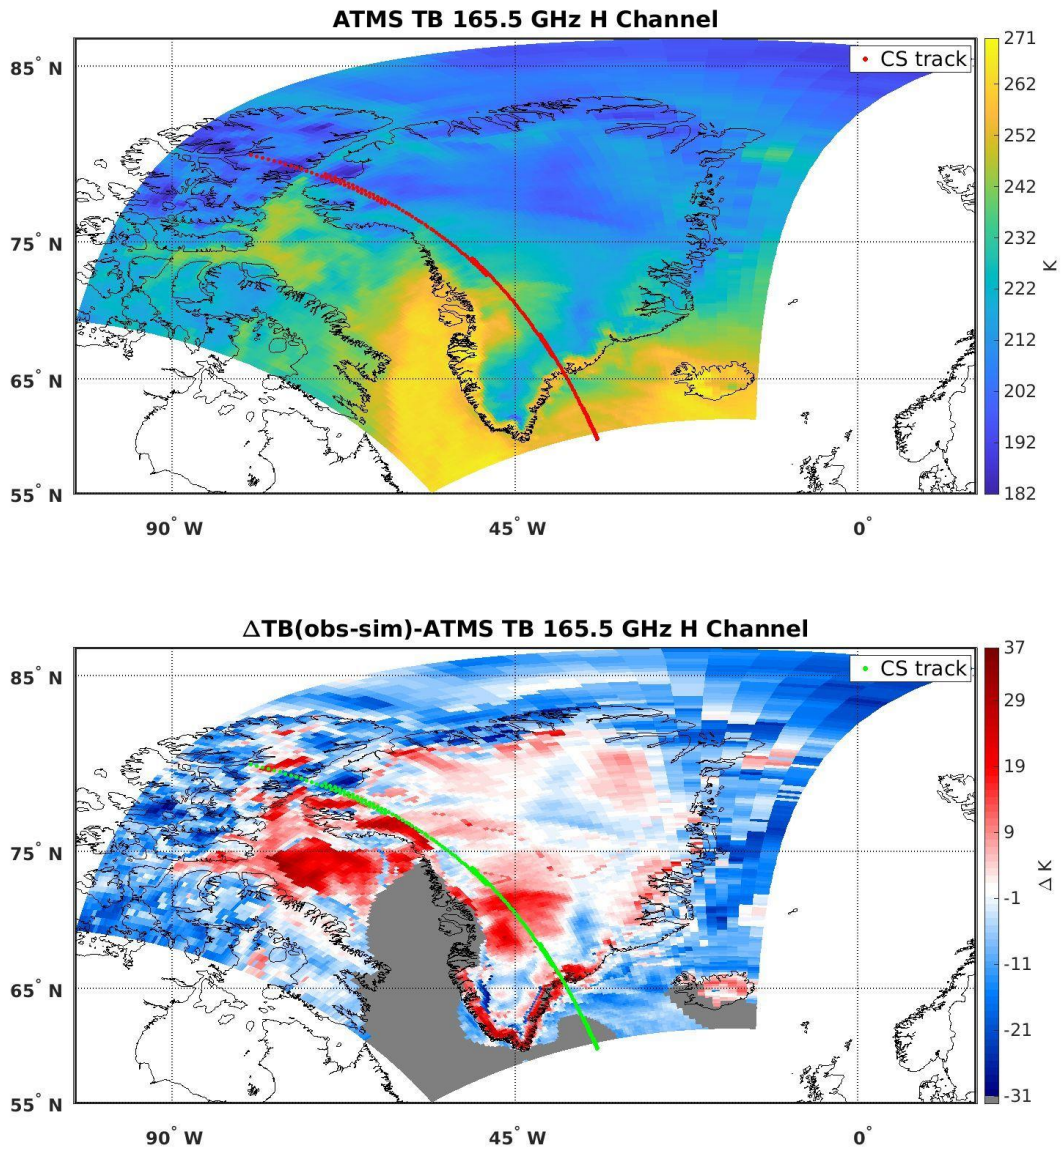 ATMS TB 165.5 GHz H Channel
CS track
85° N
75° N
65° N
55° N
90° W
45° W
0°
271
262
252
242
232
222
212
202
192
182
K
ΔTB(obs-sim)-ATMS TB 165.5 GHz H Channel
CS track
85° N
75° N
65° N
55° N
90° W
45° W
0°
37
29
19
9
-1
-11
-21
-31
Δ K